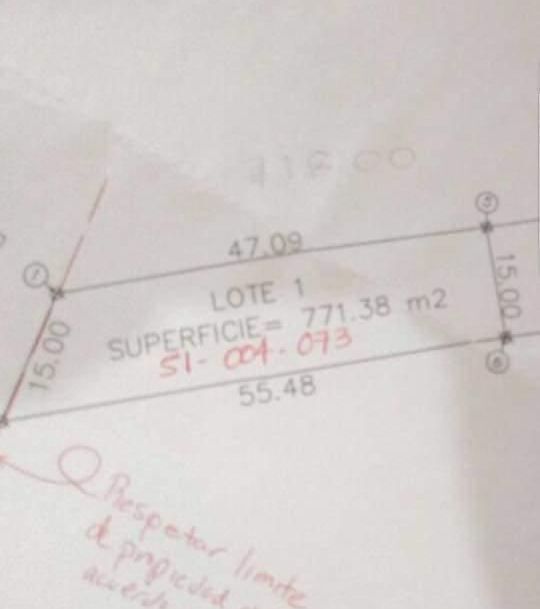 47.09
LOTE 1
SUPERFICIE= 771.38 m2
51-004-073
15.00
15.00
55.48
Respetar limite
de propiedad
acuerdo